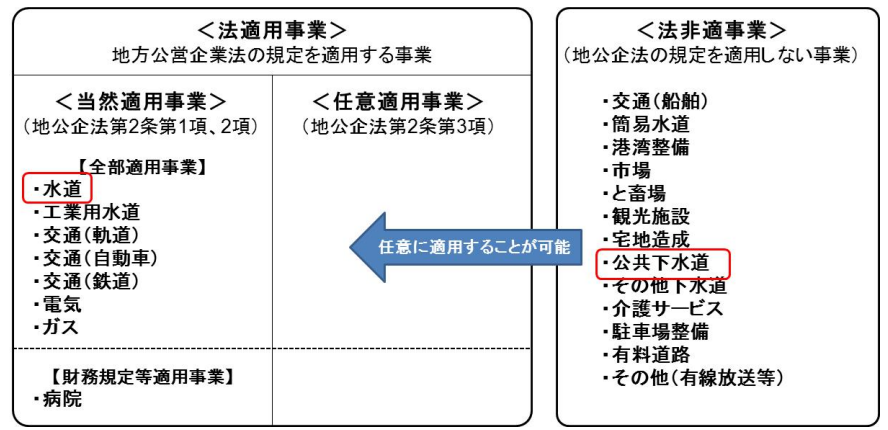 ＜法適用事業＞
地方公営企業法の規定を適用する事業
＜当然適用事業＞
（地公企法第2条第1項、2項）
【全部適用事業】
・水道
・工業用水道
・交通（軌道）
・交通（自動車）
・交通（鉄道）
・電気
・ガス
【財務規定等適用事業】
・病院
＜任意適用事業＞
（地公企法第2条第3項）
任意に適用することが可能
＜法非適事業＞
（地公企法の規定を適用しない事業）
・交通（船舶）
・簡易水道
・港湾整備
・市場
・と畜場
・観光施設
・宅地造成
・公共下水道
・その他下水道
・介護サービス
・駐車場整備
・有料道路
・その他（有線放送等）